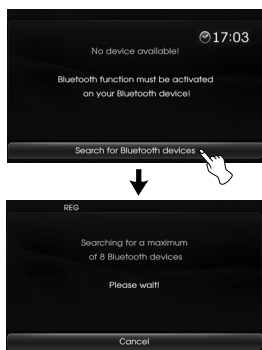 17:03
No device available!
Bluetooth function must be activated
on your Bluetooth device!
Search for Bluetooth devices
REG
Searching for a maximum
of 8 Bluetooth devices
Please wait!
Cancel